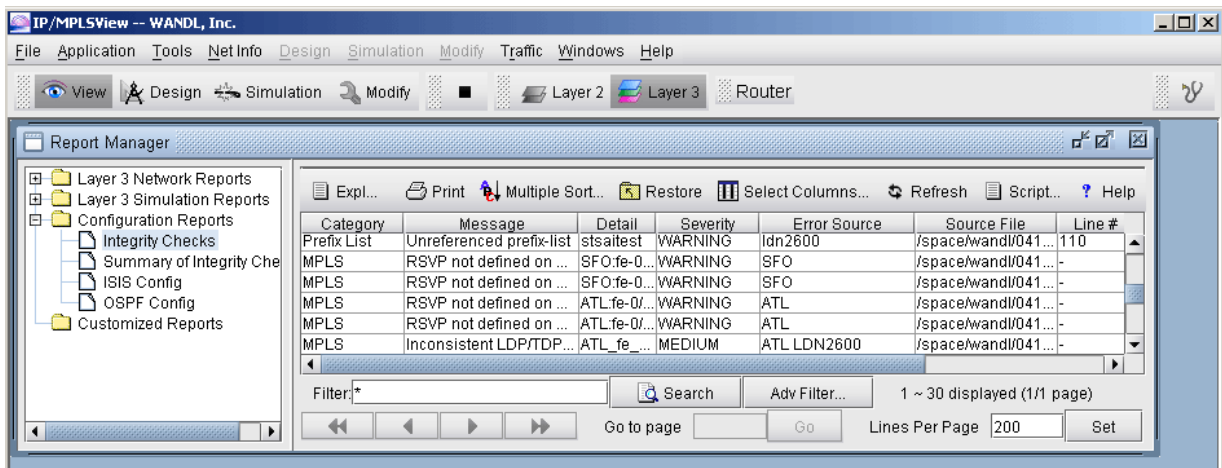 IP/MPLSView -- WANDL, Inc.
File Application Tools Net Info Design Simulation Modify Traffic Windows Help
View Design Simulation Modify Layer 2 Layer 3 Router
Report Manager
Layer 3 Network Reports
Layer 3 Simulation Reports
Configuration Reports
Integrity Checks
Summary of Integrity Che
ISIS Config
OSPF Config
Customized Reports
Expl... Print Multiple Sort... Restore Select Columns... Refresh Script... ? Help
Category Message Detail Severity Error Source Source File Line #
Prefix List Unreferenced prefix-list stsaitest WARNING ldn2600 /space/wandl/041... 110
MPLS RSVP not defined on ... SFO:fe-0... WARNING SFO /space/wandl/041... -
MPLS RSVP not defined on ... SFO:fe-0... WARNING SFO /space/wandl/041... -
MPLS RSVP not defined on ... ATL:fe-0/... WARNING ATL /space/wandl/041... -
MPLS RSVP not defined on ... ATL:fe-0/... WARNING ATL /space/wandl/041... -
MPLS Inconsistent LDP/TDP... ATL_fe_... MEDIUM ATL LDN2600 /space/wandl/041... -
Filter: * Search Adv Filter... 1 ~ 30 displayed (1/1 page)
Go to page Go Lines Per Page 200 Set